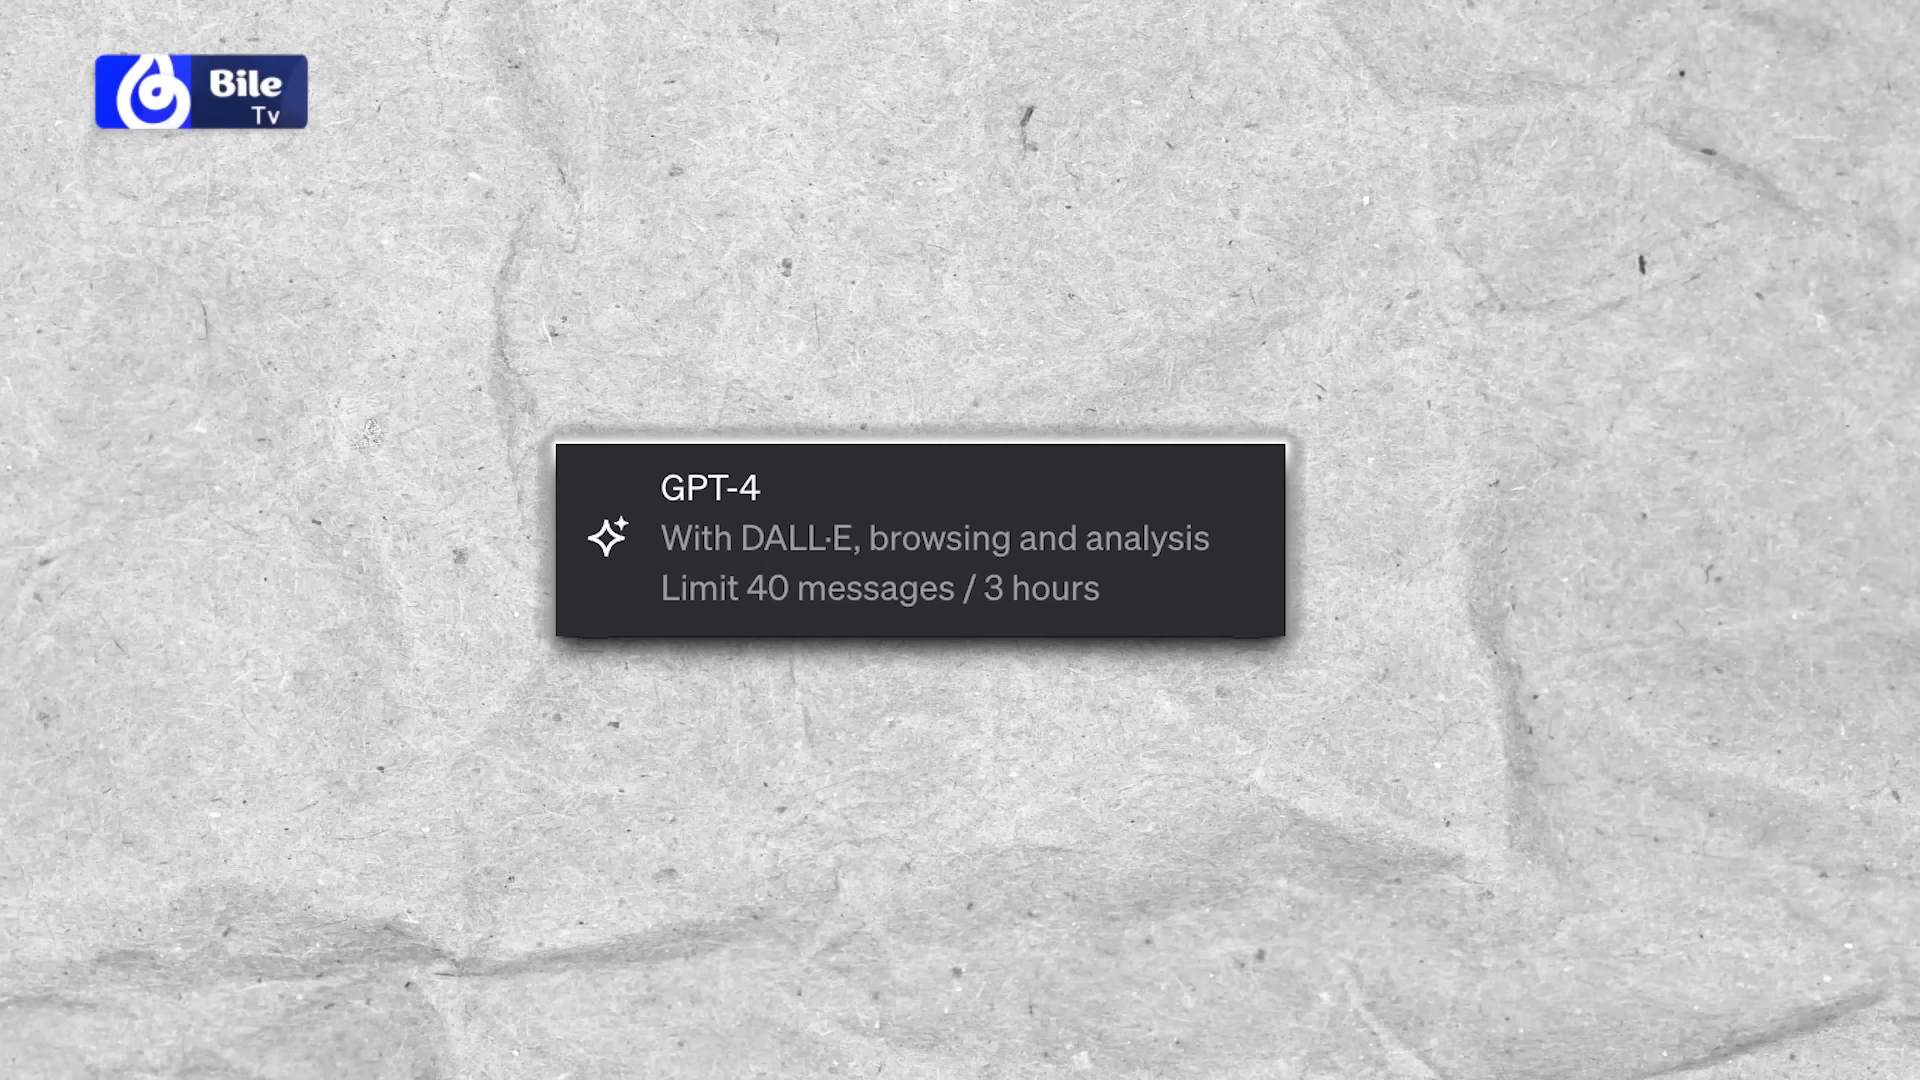 Bile
Tv
GPT-4
With DALL·E, browsing and analysis
Limit 40 messages / 3 hours